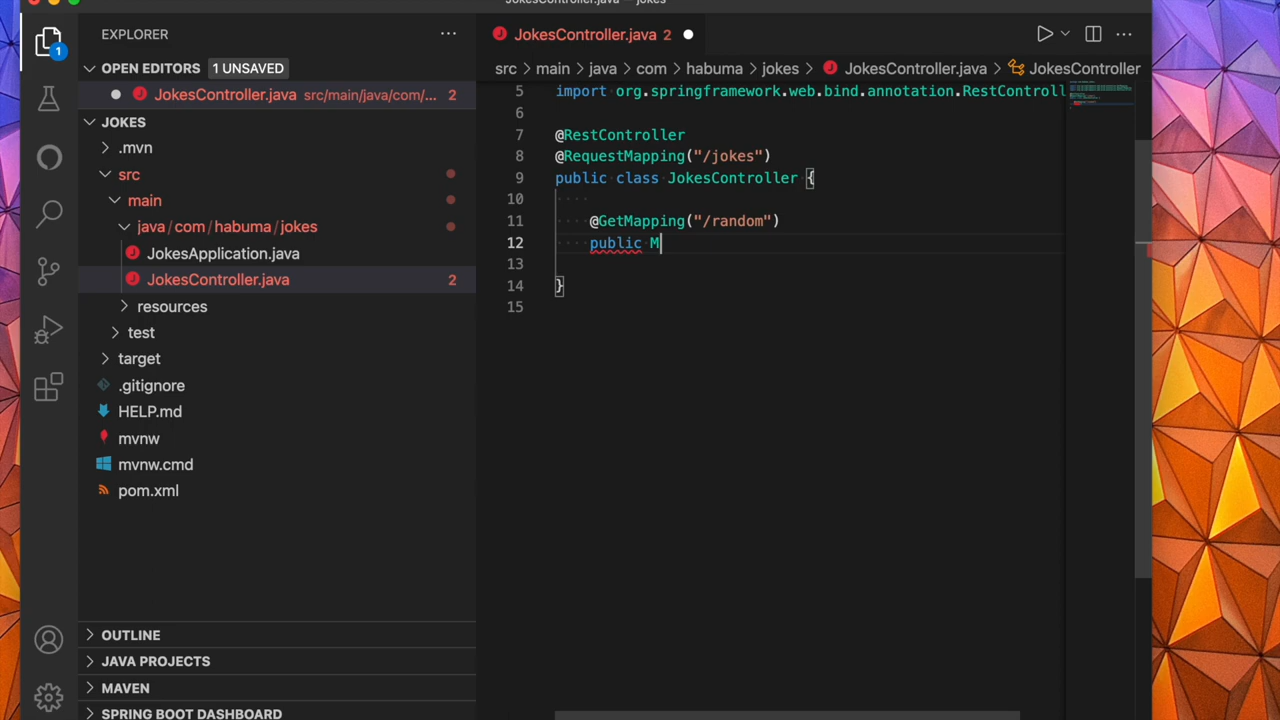 EXPLORER
OPEN EDITORS 1 UNSAVED
JokesController.java src/main/java/com/... 2
JOKES
.mvn
src
main
java / com / habuma / jokes
JokesApplication.java
JokesController.java 2
resources
test
target
.gitignore
HELP.md
mvnw
mvnw.cmd
pom.xml
OUTLINE
JAVA PROJECTS
MAVEN
SPRING BOOT DASHBOARD
1
JokesController.java 2
src > main > java > com > habuma > jokes > JokesController.java > JokesController
5 import org.springframework.web.bind.annotation.RestControll
6
7 @RestController
8 @RequestMapping("/jokes")
9 public class JokesController {
10
11 @GetMapping("/random")
12 public M
13
14 }
15